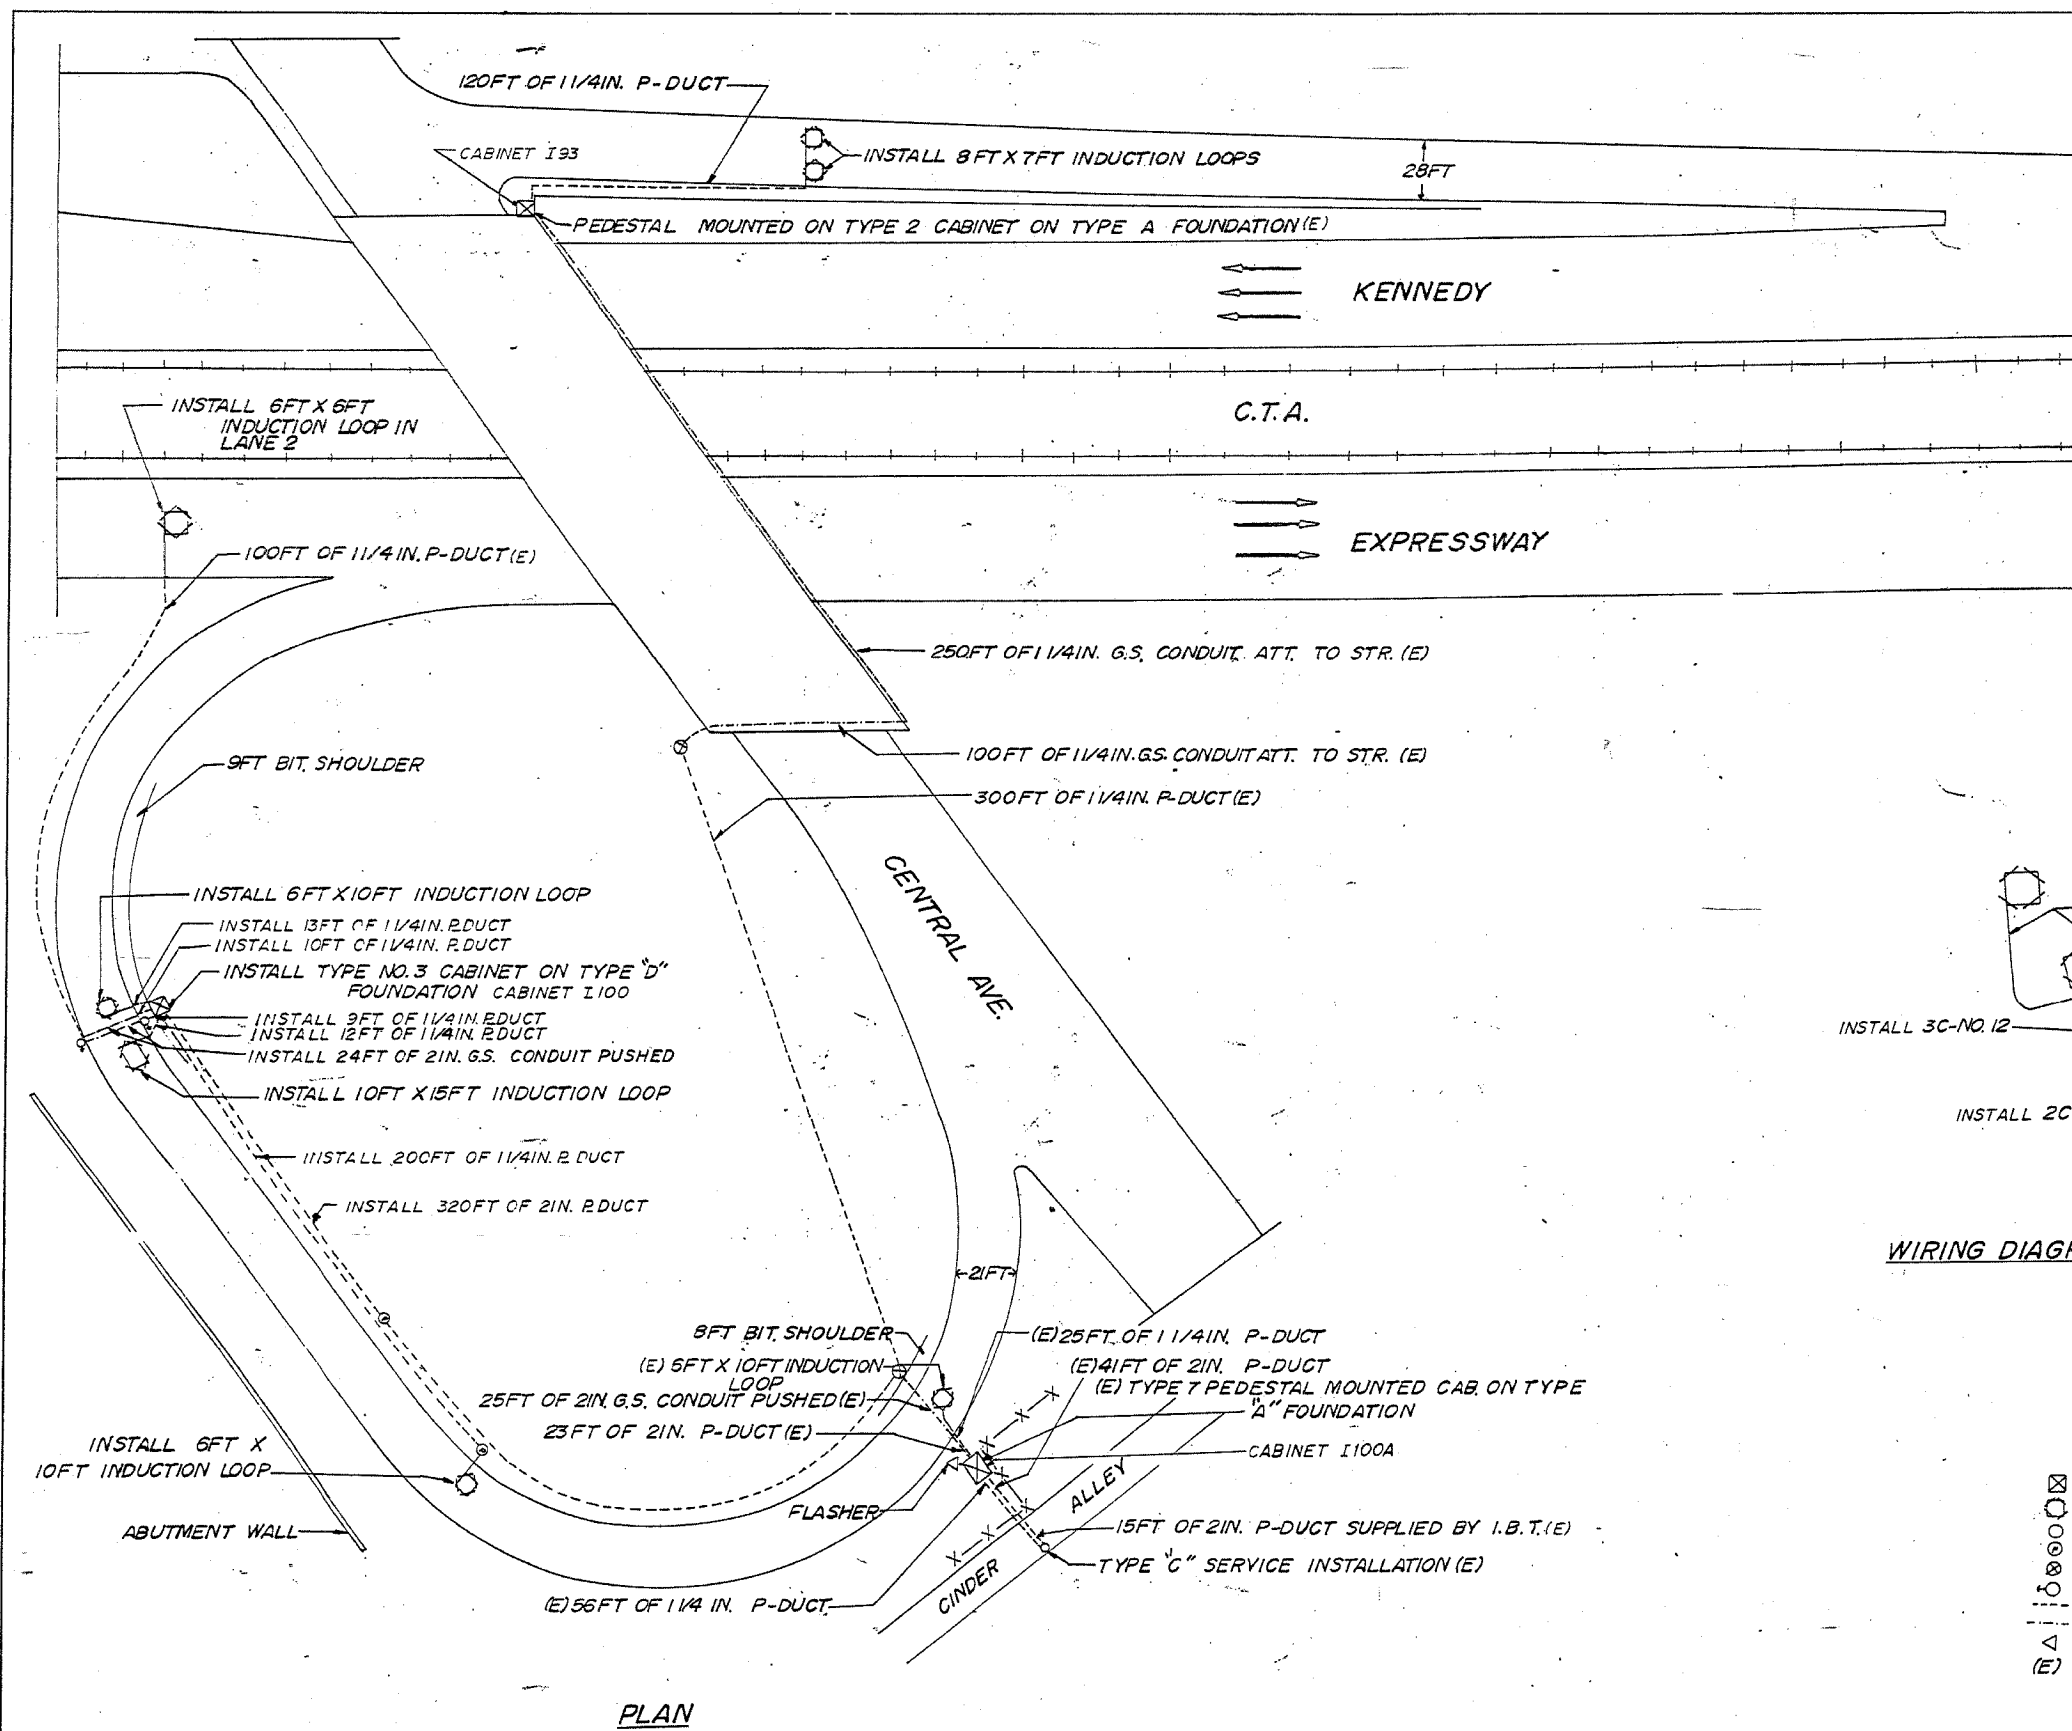 120FT OF 1 1/4IN. P-DUCT
CABINET I93
INSTALL 8FT X 7FT INDUCTION LOOPS
28FT
PEDESTAL MOUNTED ON TYPE 2 CABINET ON TYPE A FOUNDATION (E)
KENNEDY
INSTALL 6FT X 6FT
INDUCTION LOOP IN
LANE 2
C.T.A.
100FT OF 1 1/4IN. P-DUCT (E)
EXPRESSWAY
250FT OF 1 1/4IN. G.S. CONDUIT ATT. TO STR. (E)
9FT BIT. SHOULDER
100FT OF 1 1/4IN. G.S. CONDUIT ATT. TO STR. (E)
300FT OF 1 1/4IN. P-DUCT (E)
CENTRAL AVE.
INSTALL 6FT X 10FT INDUCTION LOOP
INSTALL 13FT OF 1 1/4IN. P.DUCT
INSTALL 10FT OF 1 1/4IN. P.DUCT
INSTALL TYPE NO. 3 CABINET ON TYPE "D"
FOUNDATION CABINET I100
INSTALL 9FT OF 1 1/4IN. P.DUCT
INSTALL 12FT OF 1 1/4IN. P.DUCT
INSTALL 24FT OF 2IN. G.S. CONDUIT PUSHED
INSTALL 10FT X 15FT INDUCTION LOOP
INSTALL 3C-NO. 12
INSTALL 2C
INSTALL 200FT OF 1 1/4IN. P.DUCT
INSTALL 320FT OF 2IN. P.DUCT
WIRING DIAG
21FT
8FT BIT. SHOULDER
(E) 25FT. OF 1 1/4IN. P-DUCT
(E) 6FT X 10FT INDUCTION
LOOP
(E) 41FT OF 2IN. P-DUCT
25FT OF 2IN. G.S. CONDUIT PUSHED (E)
(E) TYPE 7 PEDESTAL MOUNTED CAB. ON TYPE
"A" FOUNDATION
23FT OF 2IN. P-DUCT (E)
CABINET I100A
INSTALL 6FT X
10FT INDUCTION LOOP
ABUTMENT WALL
FLASHER
ALLEY
15FT OF 2IN. P-DUCT SUPPLIED BY I.B.T. (E)
TYPE "C" SERVICE INSTALLATION (E)
CINDER
(E) 56FT OF 1 1/4 IN. P-DUCT
(E)
PLAN